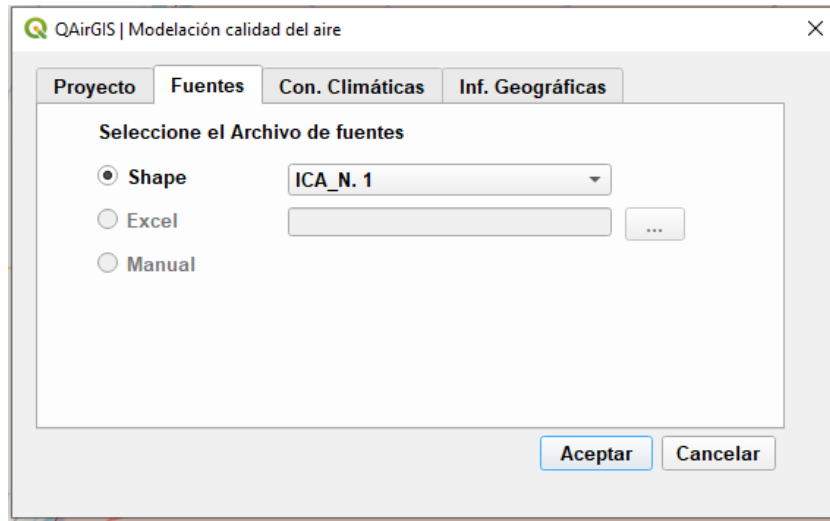 QAirGIS | Modelación calidad del aire
Proyecto Fuentes Con. Climáticas Inf. Geográficas
Seleccione el Archivo de fuentes
Shape ICA_N. 1
Excel ...
Manual
Aceptar Cancelar